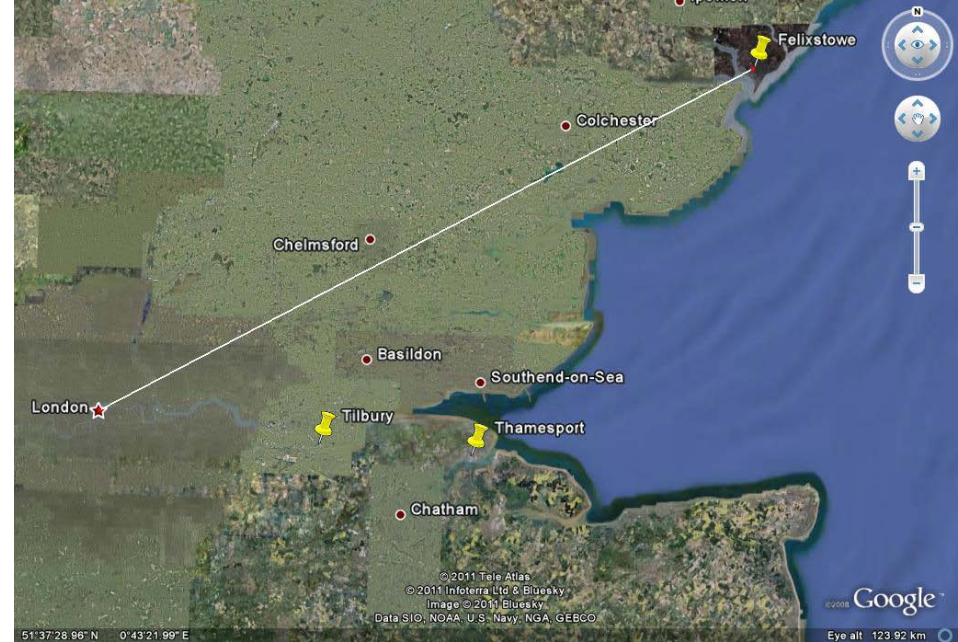 N
Felixstowe
Colchester
Chelmsford
Basildon
Southend-on-Sea
London
Tilbury
Thamesport
Chatham
© 2011 Tele Atlas
© 2011 Infoterra Ltd & Bluesky
Image © 2011 Bluesky
Data SIO, NOAA, U.S. Navy, NGA, GEBCO
©2008 Google™
51°37'28.96" N 0°43'21.99" E
Eye alt 123.92 km